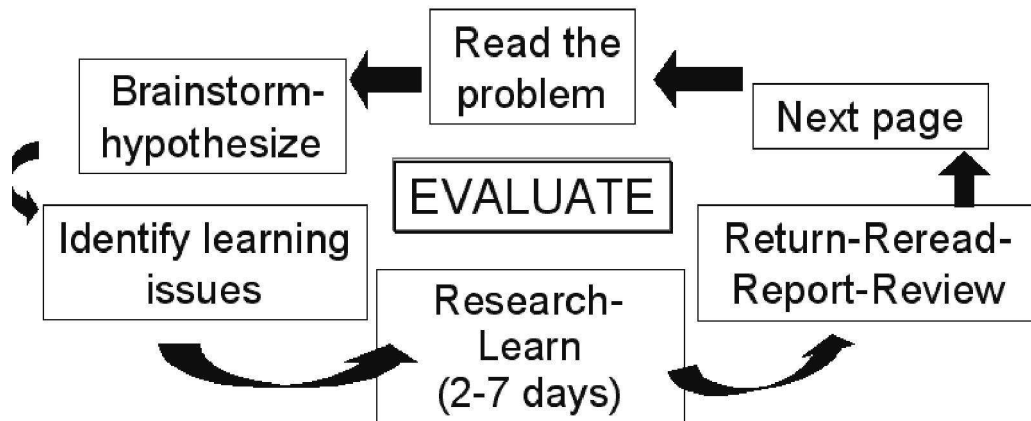 Read the
problem
Brainstorm-
hypothesize
Next page
EVALUATE
Identify learning
issues
Return-Reread-
Report-Review
Research-
Learn
(2-7 days)